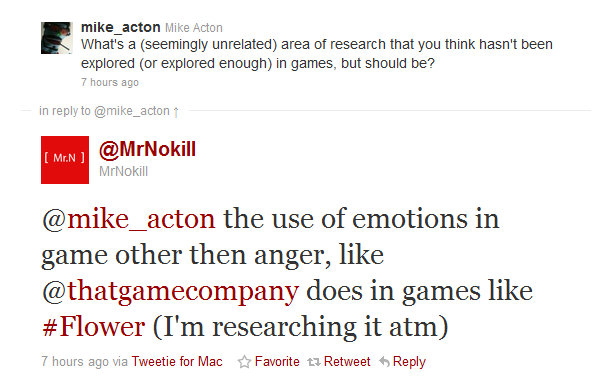 mike_acton Mike Acton
What's a (seemingly unrelated) area of research that you think hasn't been
explored (or explored enough) in games, but should be?
7 hours ago
in reply to @mike_acton ↑
[ Mr.N ]
@MrNokill
MrNokill
@mike_acton the use of emotions in
game other then anger, like
@thatgamecompany does in games like
#Flower (I'm researching it atm)
7 hours ago via Tweetie for Mac Favorite Retweet Reply